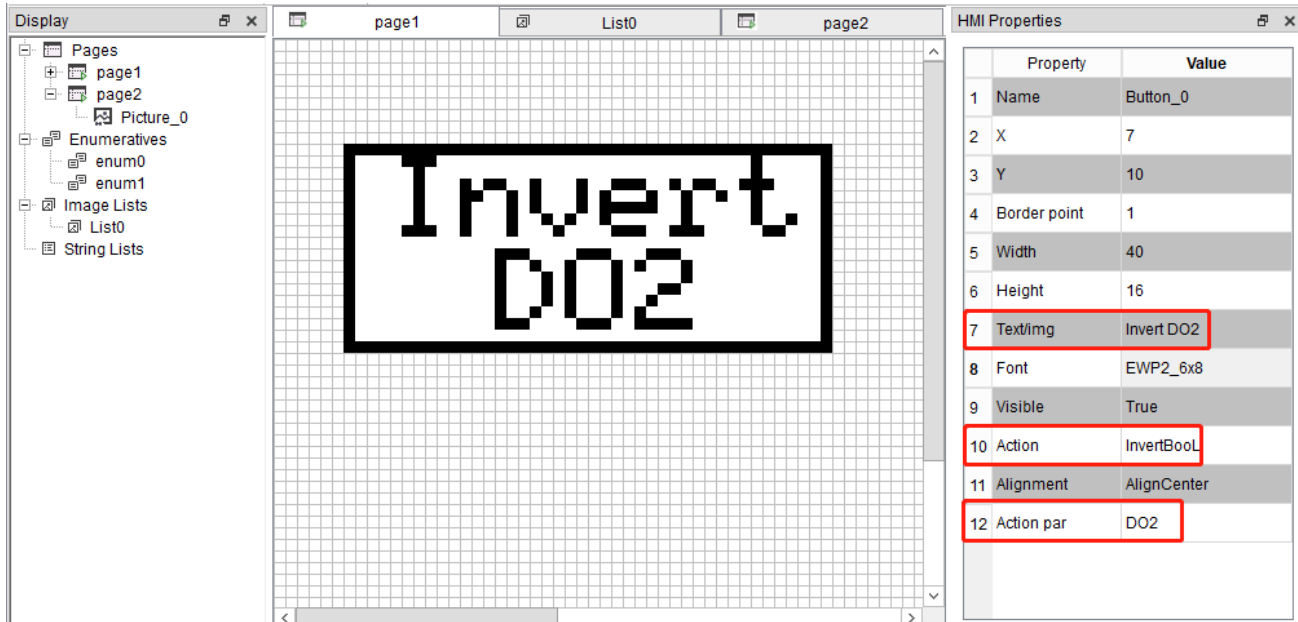 Display
Pages
page1
page2
Picture_0
Enumeratives
enum0
enum1
Image Lists
List0
String Lists
page1 List0 page2
Invert
DO2
HMI Properties
Property Value
1 Name Button_0
2 X 7
3 Y 10
4 Border point 1
5 Width 40
6 Height 16
7 Text/img Invert DO2
8 Font EWP2_6x8
9 Visible True
10 Action InvertBooL
11 Alignment AlignCenter
12 Action par DO2